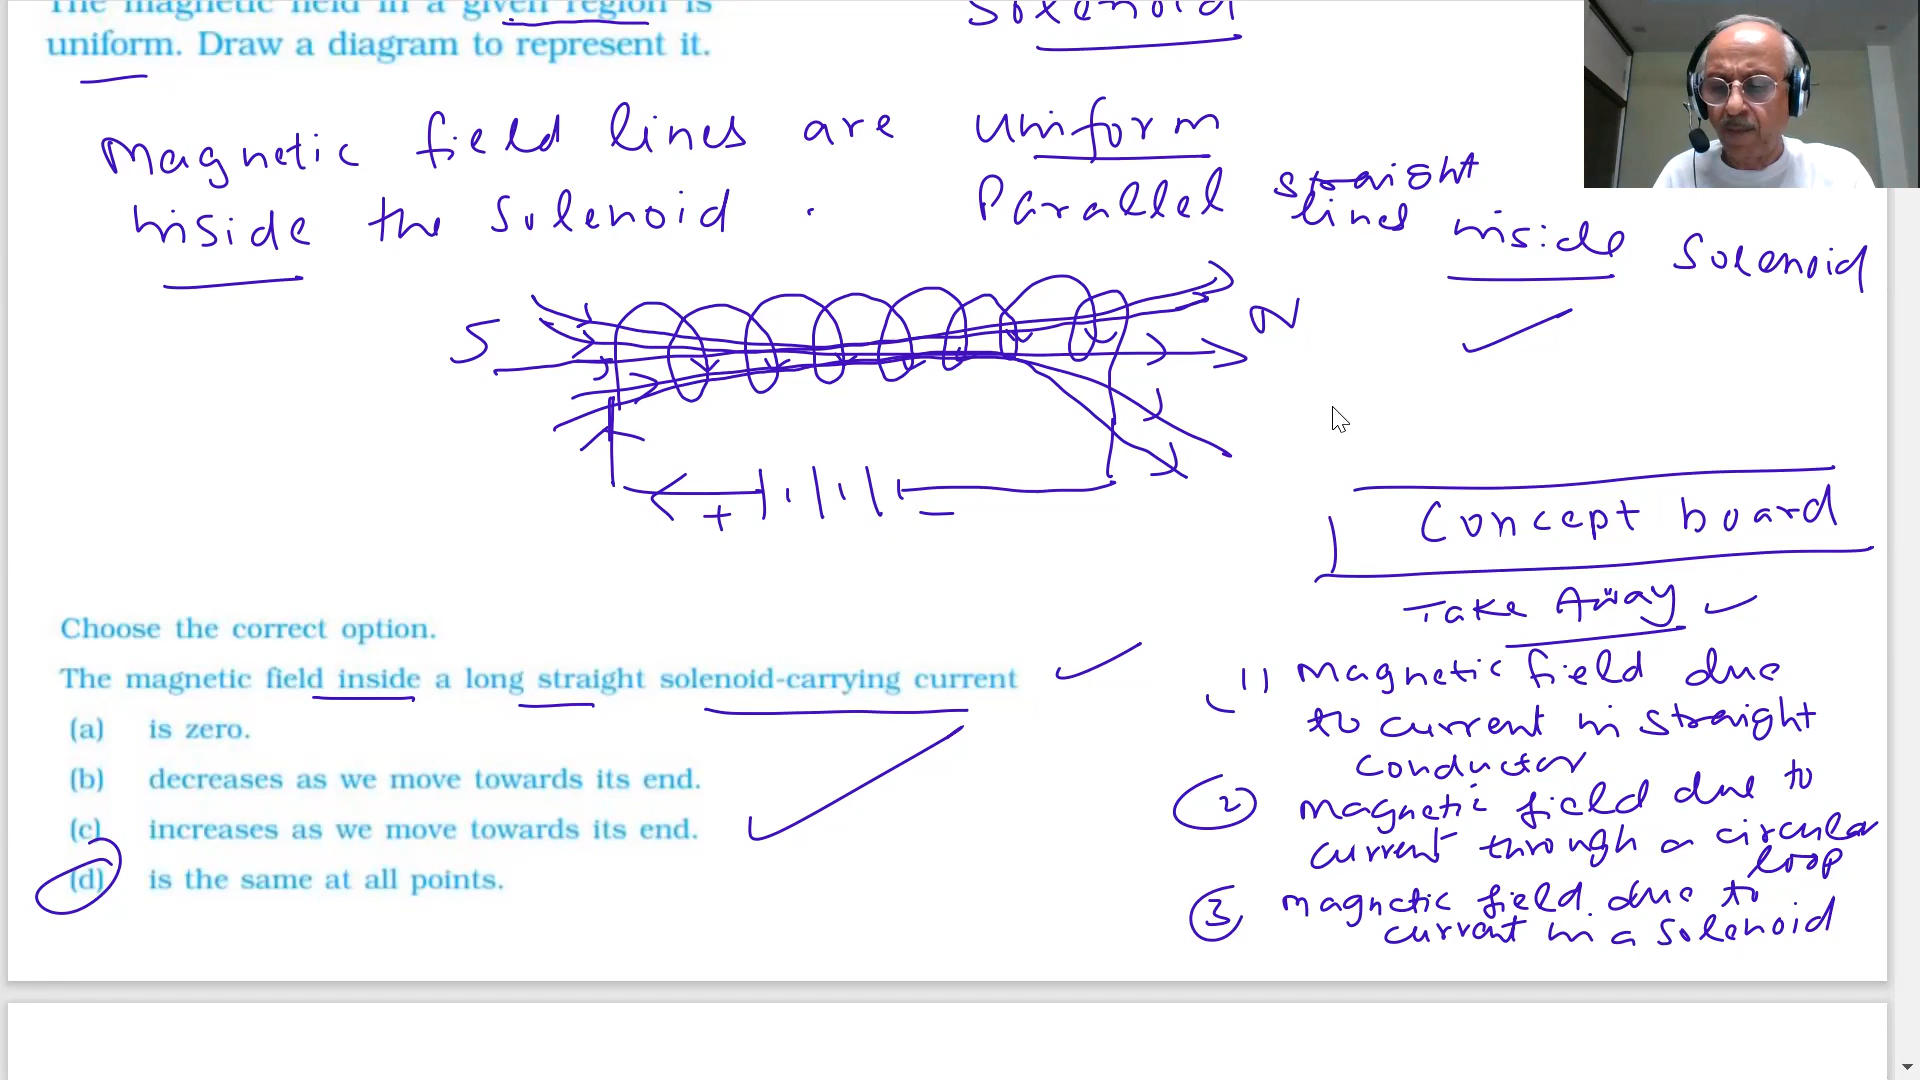 The magnetic field in a given region is
uniform. Draw a diagram to represent it.
Solenoid
Magnetic field lines are uniform
inside the solenoid .
Parallel straight
lines inside Solenoid
S
N
+ −
Choose the correct option.
The magnetic field inside a long straight solenoid-carrying current
(a) is zero.
(b) decreases as we move towards its end.
(c) increases as we move towards its end.
(d) is the same at all points.
Concept board
Take Away
1) Magnetic field due
to current in straight
conductor
2 Magnetic field due to
current through a circular
loop
3 magnetic field due to
current in a solenoid